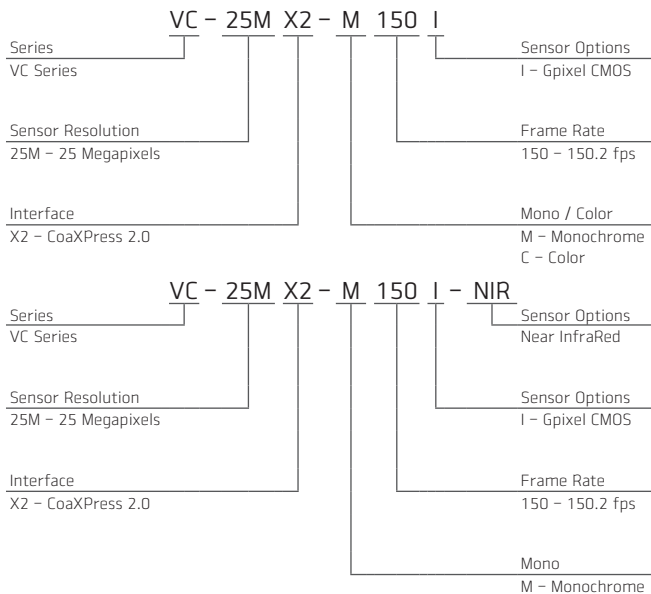 VC – 25M X2 – M 150 I
Series
VC Series
Sensor Resolution
25M – 25 Megapixels
Interface
X2 – CoaXPress 2.0
Sensor Options
I – Gpixel CMOS
Frame Rate
150 – 150.2 fps
Mono / Color
M – Monochrome
C – Color
VC – 25M X2 – M 150 I – NIR
Series
VC Series
Sensor Resolution
25M – 25 Megapixels
Interface
X2 – CoaXPress 2.0
Sensor Options
Near InfraRed
Sensor Options
I – Gpixel CMOS
Frame Rate
150 – 150.2 fps
Mono
M – Monochrome